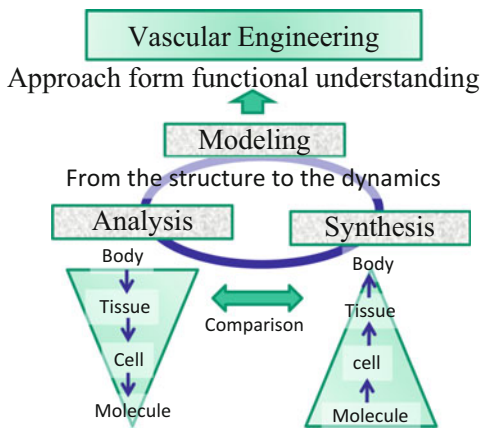 Vascular Engineering
Approach form functional understanding
Modeling
From the structure to the dynamics
Analysis
Synthesis
Body
Tissue
Cell
Molecule
Comparison
Body
Tissue
cell
Molecule